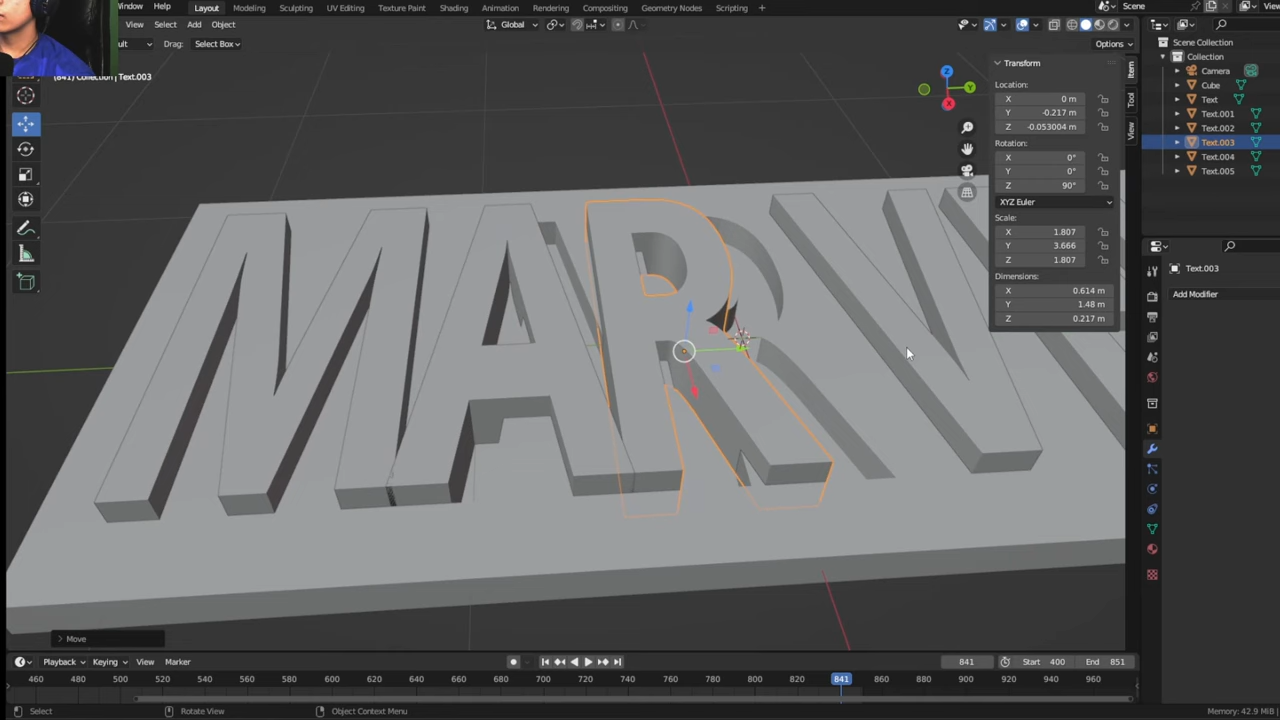 Window Help Layout Modeling Sculpting UV Editing Texture Paint Shading Animation Rendering Compositing Geometry Nodes Scripting Scene
View Select Add Object Global
Drag: Select Box Options
Collection | Text.003
Transform
Location:
X 0 m
Y -0.217 m
Z -0.053004 m
Rotation:
X 0°
Y 0°
Z 90°
XYZ Euler
Scale:
X 1.807
Y 3.666
Z 1.807
Dimensions:
X 0.614 m
Y 1.48 m
Z 0.217 m
Item
Tool
View
Z
Y
X
Scene Collection
Collection
Camera
Cube
Text
Text.001
Text.002
Text.003
Text.004
Text.005
Text.003
Add Modifier
MARV
Move
Playback Keying View Marker 841 Start 400 End 851
460 480 500 520 540 560 580 600 620 640 660 680 700 720 740 760 780 800 820 841 860 880 900 920 940 960
Select Rotate View Object Context Menu Memory: 42.9 MiB